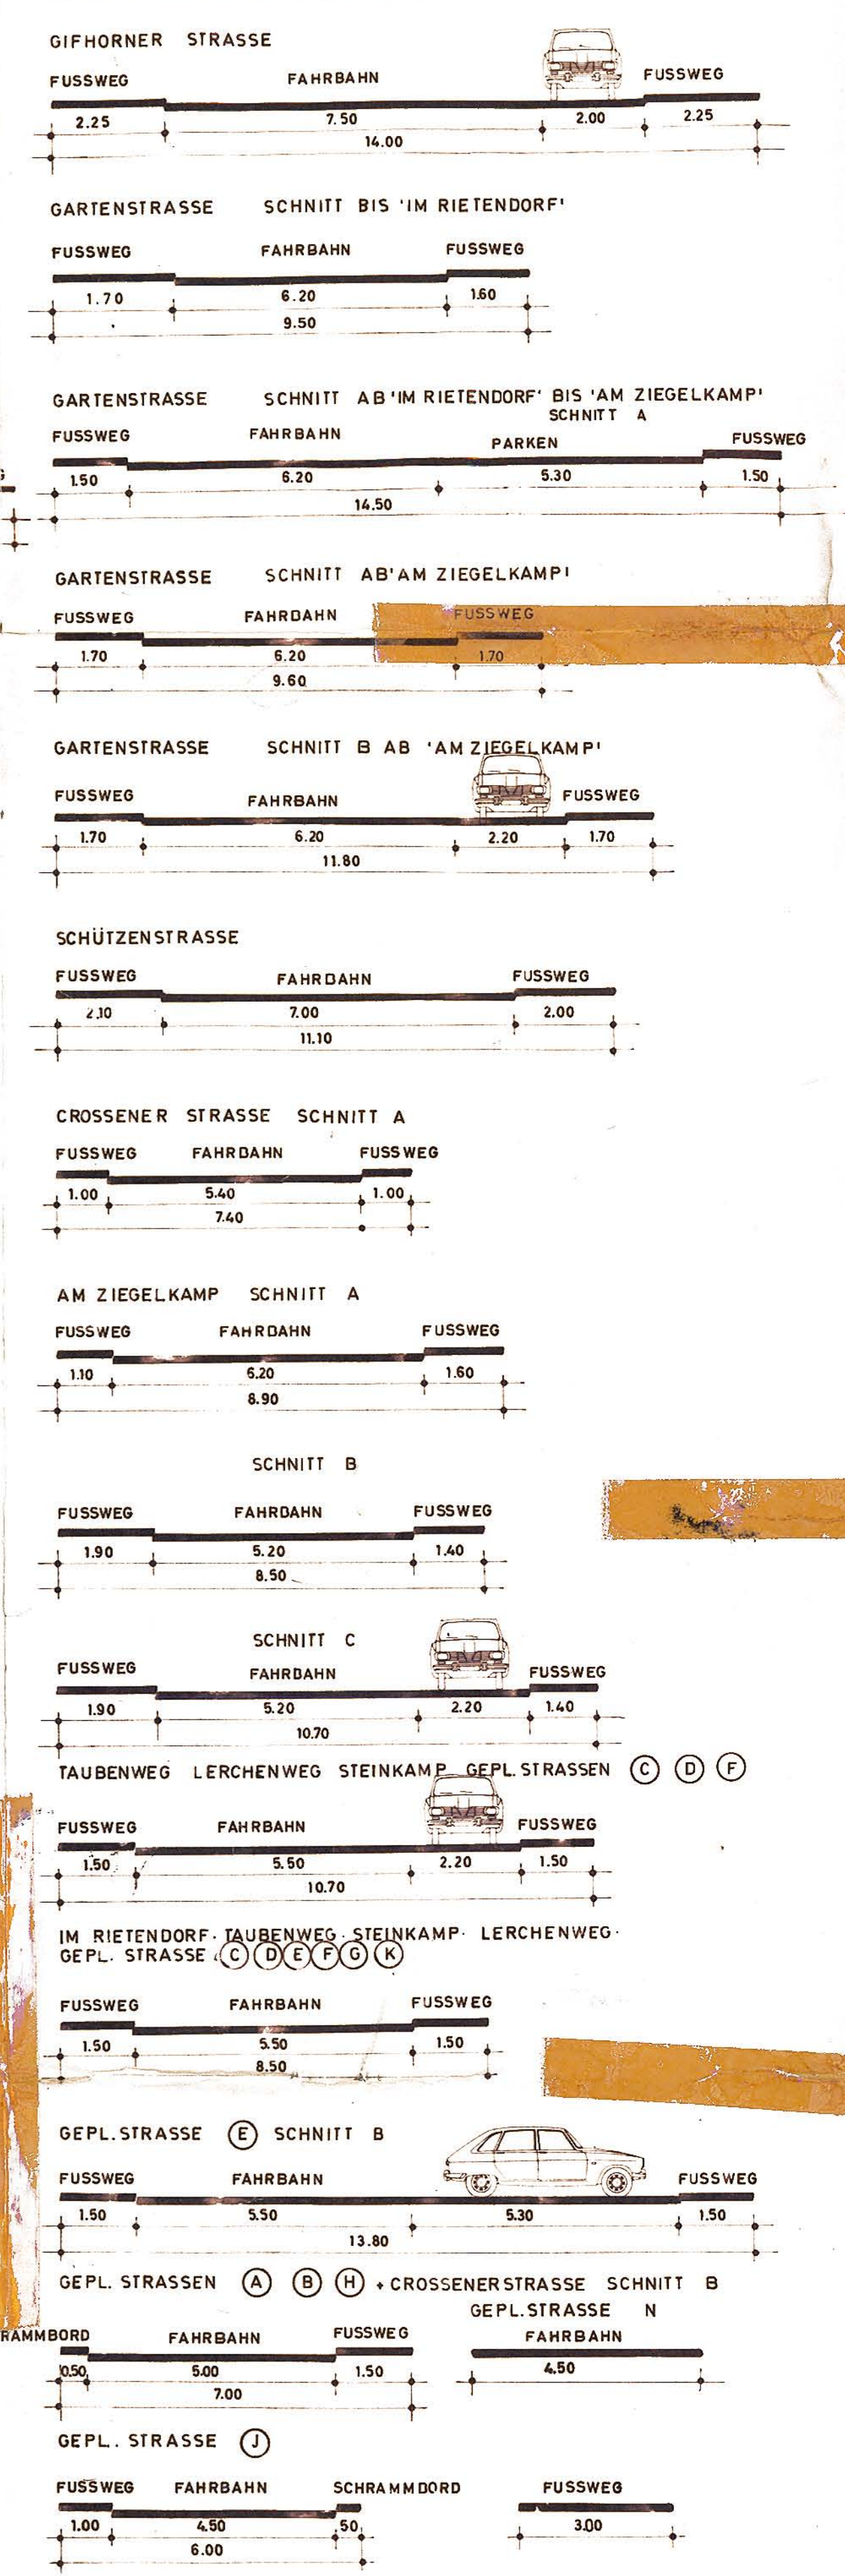 GIFHORNER STRASSE
FUSSWEG FAHRBAHN FUSSWEG
2.25 7.50 2.00 2.25
14.00
GARTENSTRASSE SCHNITT BIS 'IM RIETENDORF'
FUSSWEG FAHRBAHN FUSSWEG
1.70 6.20 1.60
9.50
GARTENSTRASSE SCHNITT AB 'IM RIETENDORF' BIS 'AM ZIEGELKAMP'
SCHNITT A
FUSSWEG FAHRBAHN PARKEN FUSSWEG
1.50 6.20 5.30 1.50
14.50
GARTENSTRASSE SCHNITT AB 'AM ZIEGELKAMP'
FUSSWEG FAHRBAHN FUSSWEG
1.70 6.20 1.70
9.60
GARTENSTRASSE SCHNITT B AB 'AM ZIEGELKAMP'
FUSSWEG FAHRBAHN FUSSWEG
1.70 6.20 2.20 1.70
11.80
SCHÜTZENSTRASSE
FUSSWEG FAHRBAHN FUSSWEG
2.10 7.00 2.00
11.10
CROSSENER STRASSE SCHNITT A
FUSSWEG FAHRBAHN FUSSWEG
1.00 5.40 1.00
7.40
AM ZIEGELKAMP SCHNITT A
FUSSWEG FAHRBAHN FUSSWEG
1.10 6.20 1.60
8.90
SCHNITT B
FUSSWEG FAHRBAHN FUSSWEG
1.90 5.20 1.40
8.50
SCHNITT C
FUSSWEG FAHRBAHN FUSSWEG
1.90 5.20 2.20 1.40
10.70
TAUBENWEG LERCHENWEG STEINKAMP GEPL. STRASSEN C D F
FUSSWEG FAHRBAHN FUSSWEG
1.50 5.50 2.20 1.50
10.70
IM RIETENDORF · TAUBENWEG · STEINKAMP · LERCHENWEG ·
GEPL. STRASSE C D E F G K
FUSSWEG FAHRBAHN FUSSWEG
1.50 5.50 1.50
8.50
GEPL. STRASSE E SCHNITT B
FUSSWEG FAHRBAHN FUSSWEG
1.50 5.50 5.30 1.50
13.80
GEPL. STRASSEN A B H + CROSSENERSTRASSE SCHNITT B
GEPL. STRASSE N
RAMMBORD FAHRBAHN FUSSWEG FAHRBAHN
0.50 5.00 1.50 4.50
7.00
GEPL. STRASSE J
FUSSWEG FAHRBAHN SCHRAMMBORD FUSSWEG
1.00 4.50 .50 3.00
6.00